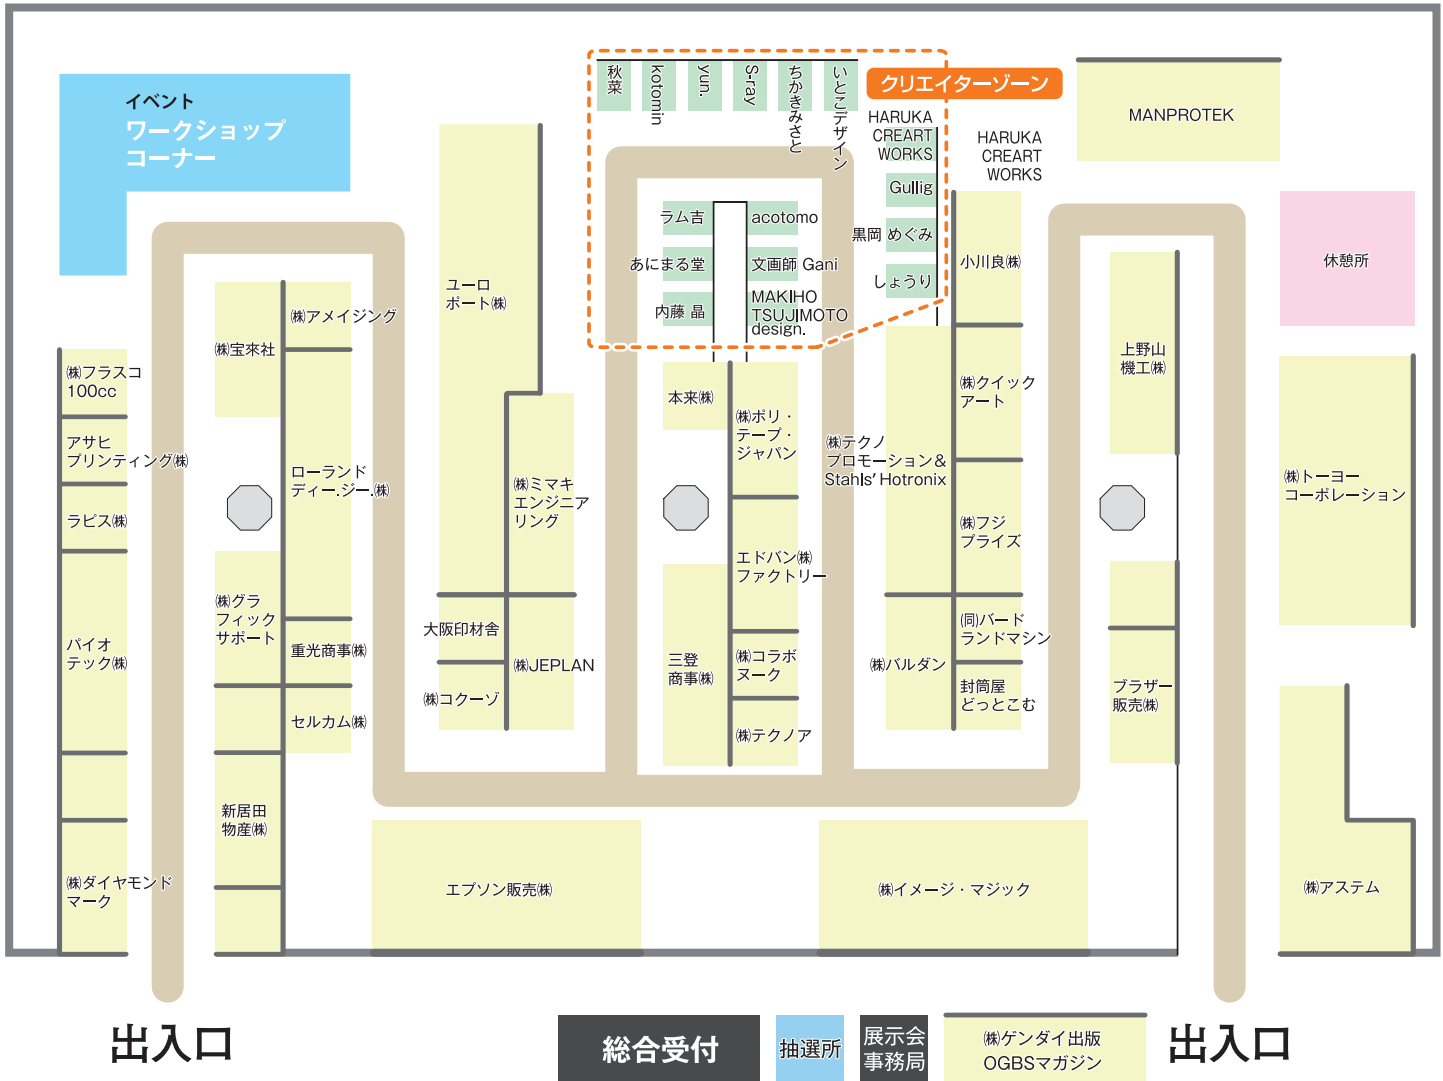 イベント
ワークショップ
コーナー
秋菜
kotomin
yun.
S-ray
ちかきみさと
いとこデザイン
クリエイターゾーン
HARUKA
CREART
WORKS
Gullig
黒岡 めぐみ
しょうり
ラム吉
acotomo
あにまる堂
文画師 Gani
内藤 晶
MAKIHO
TSUJIMOTO
design.
HARUKA
CREART
WORKS
MANPROTEK
休憩所
小川良㈱
ユーロ
ポート㈱
㈱アメイジング
㈱宝來社
㈱フラスコ
100cc
アサヒ
プリンティング㈱
ラピス㈱
パイオ
テック㈱
㈱ダイヤモンド
マーク
ローランド
ディー.ジー.㈱
㈱グラ
フィック
サポート
重光商事㈱
セルカム㈱
新居田
物産㈱
㈱ミマキ
エンジニア
リング
大阪印材舎
㈱JEPLAN
㈱コクーゾ
本来㈱
㈱ポリ・
テープ・
ジャパン
エドバン㈱
ファクトリー
三登
商事㈱
㈱コラボ
ヌーク
㈱テクノア
㈱テクノ
プロモーション&
Stahls' Hotronix
㈱クイック
アート
㈱フジ
プライズ
(同)バード
ランドマシン
㈱バルダン
封筒屋
どっとこむ
上野山
機工㈱
ブラザー
販売㈱
㈱トーヨー
コーポレーション
㈱アステム
エプソン販売㈱
㈱イメージ・マジック
出入口
総合受付
抽選所
展示会
事務局
㈱ゲンダイ出版
OGBSマガジン
出入口